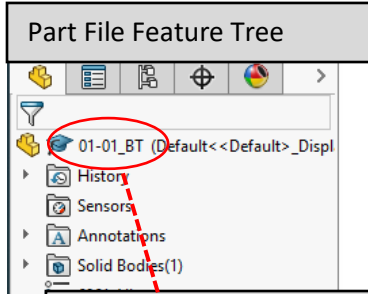 Part File Feature Tree
01-01_BT (Default<<Default>_Displ
History
Sensors
Annotations
Solid Bodies(1)